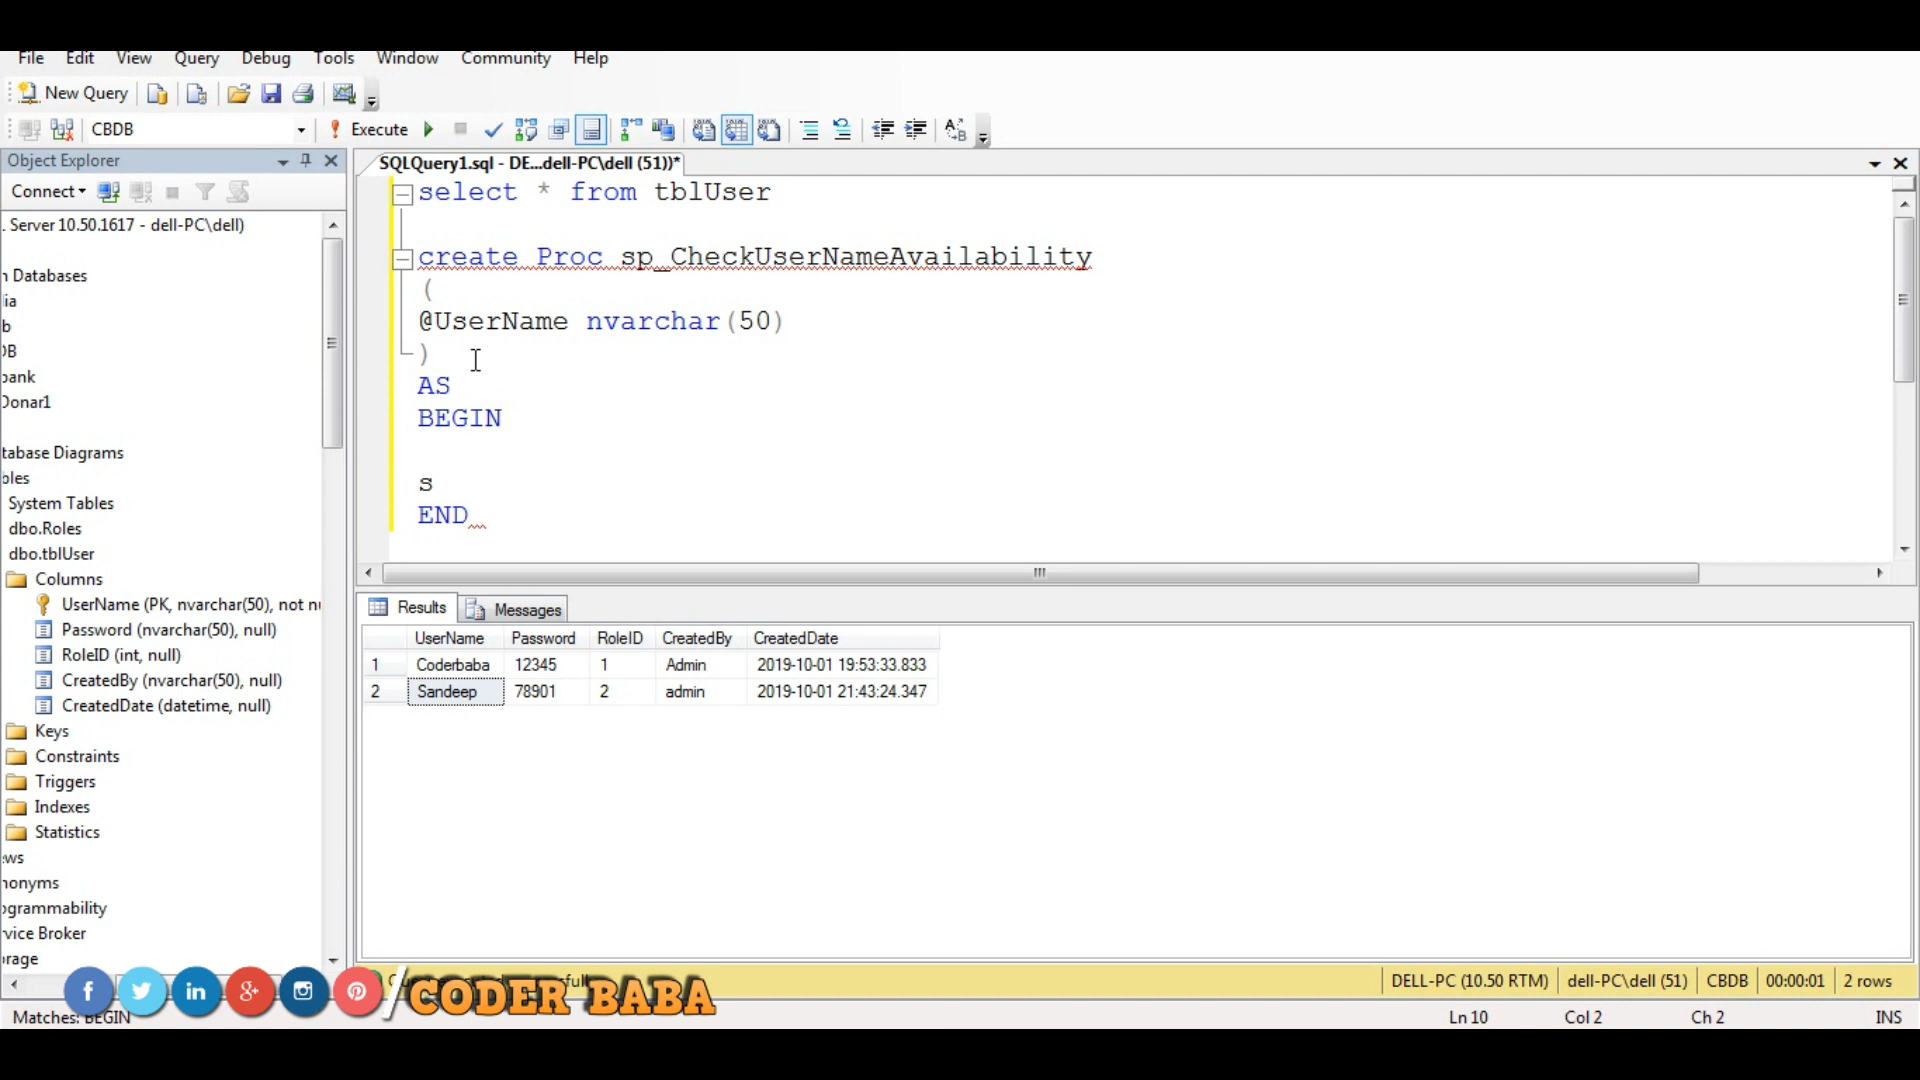 File Edit View Query Debug Tools Window Community Help
New Query
CBDB Execute
Object Explorer
SQLQuery1.sql - DE...dell-PC\dell (51))*
Connect
. Server 10.50.1617 - dell-PC\dell)
n Databases
ia
b
DB
bank
Donar1
tabase Diagrams
bles
System Tables
dbo.Roles
dbo.tblUser
Columns
UserName (PK, nvarchar(50), not nu
Password (nvarchar(50), null)
RoleID (int, null)
CreatedBy (nvarchar(50), null)
CreatedDate (datetime, null)
Keys
Constraints
Triggers
Indexes
Statistics
ews
nonyms
ogrammability
rvice Broker
orage
select * from tblUser
create Proc sp_CheckUserNameAvailability
(
@UserName nvarchar(50)
)
AS
BEGIN
s
END
Results Messages
UserName Password RoleID CreatedBy CreatedDate
1 Coderbaba 12345 1 Admin 2019-10-01 19:53:33.833
2 Sandeep 78901 2 admin 2019-10-01 21:43:24.347
DELL-PC (10.50 RTM) dell-PC\dell (51) CBDB 00:00:01 2 rows
/CODER BABA
Matches: BEGIN
Ln 10 Col 2 Ch 2 INS